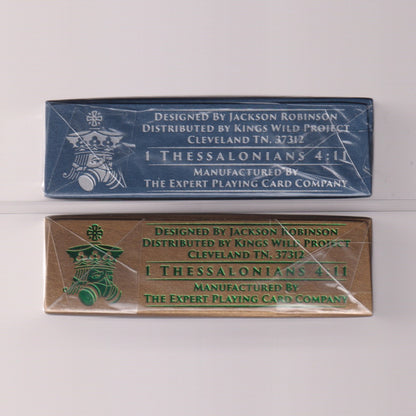 Designed By Jackson Robinson
Distributed by Kings Wild Project
Cleveland TN, 37312
1 Thessalonians 4:11
Manufactured By
The Expert Playing Card Company
Designed By Jackson Robinson
Distributed by Kings Wild Project
Cleveland TN, 37312
1 Thessalonians 4:11
Manufactured By
The Expert Playing Card Company